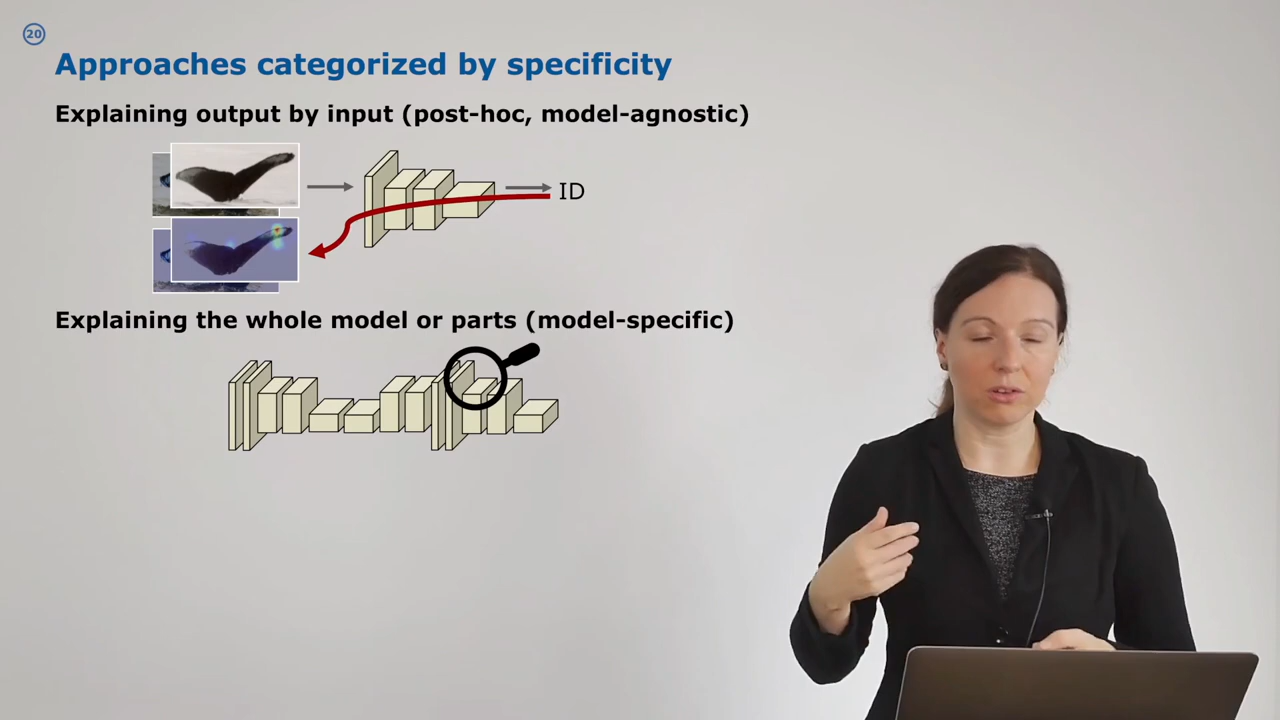 20
Approaches categorized by specificity
Explaining output by input (post-hoc, model-agnostic)
ID
Explaining the whole model or parts (model-specific)